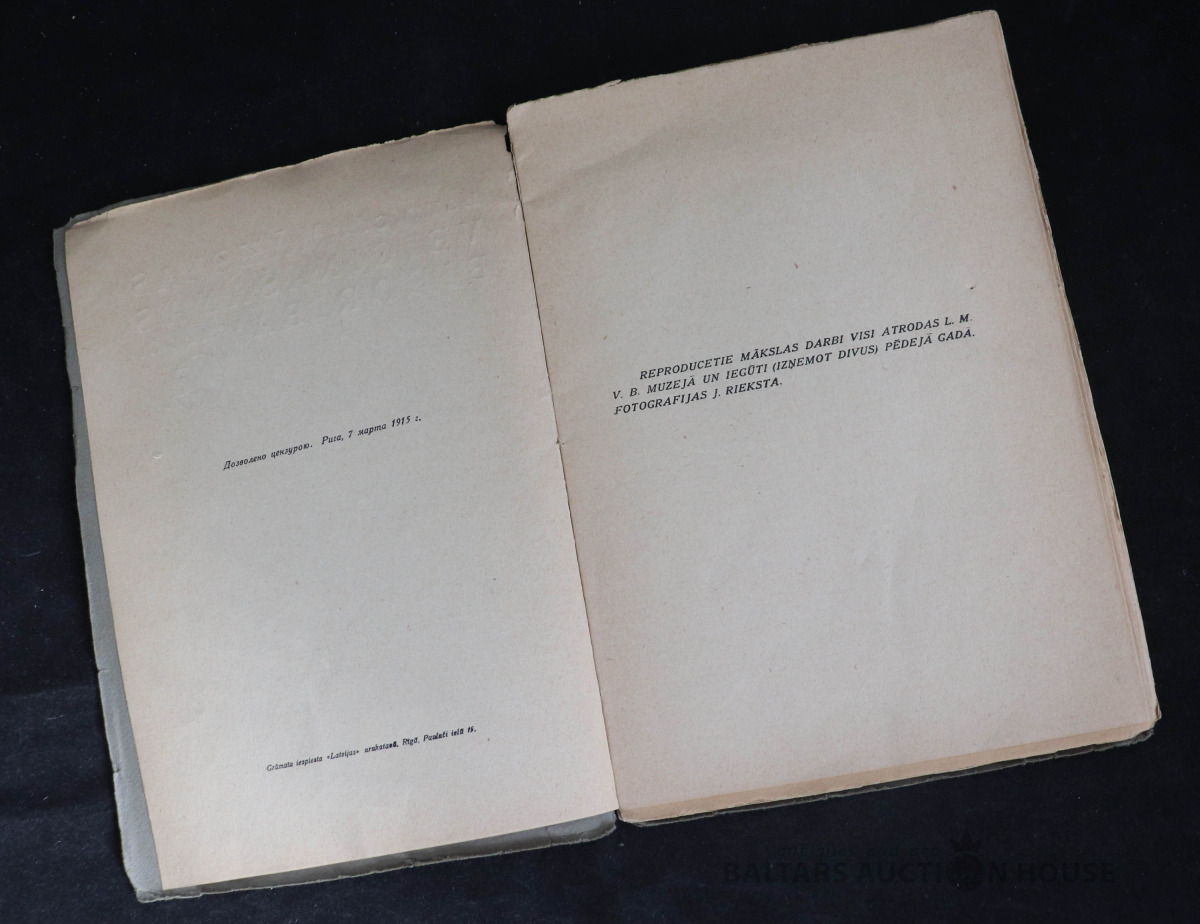 Дозволено цензурою. Рига, 7 марта 1915 г.
Grāmata iespiesta «Latvijas» drukatavā, Rīgā, Pauluči ielā 15.
REPRODUCETIE MĀKSLAS DARBI VISI ATRODAS L. M.
V. B. MUZEJĀ UN IEGŪTI (IZŅEMOT DIVUS) PĒDEJĀ GADĀ.
FOTOGRAFIJAS J. RIEKSTA.
BALTARS AUCTION HOUSE